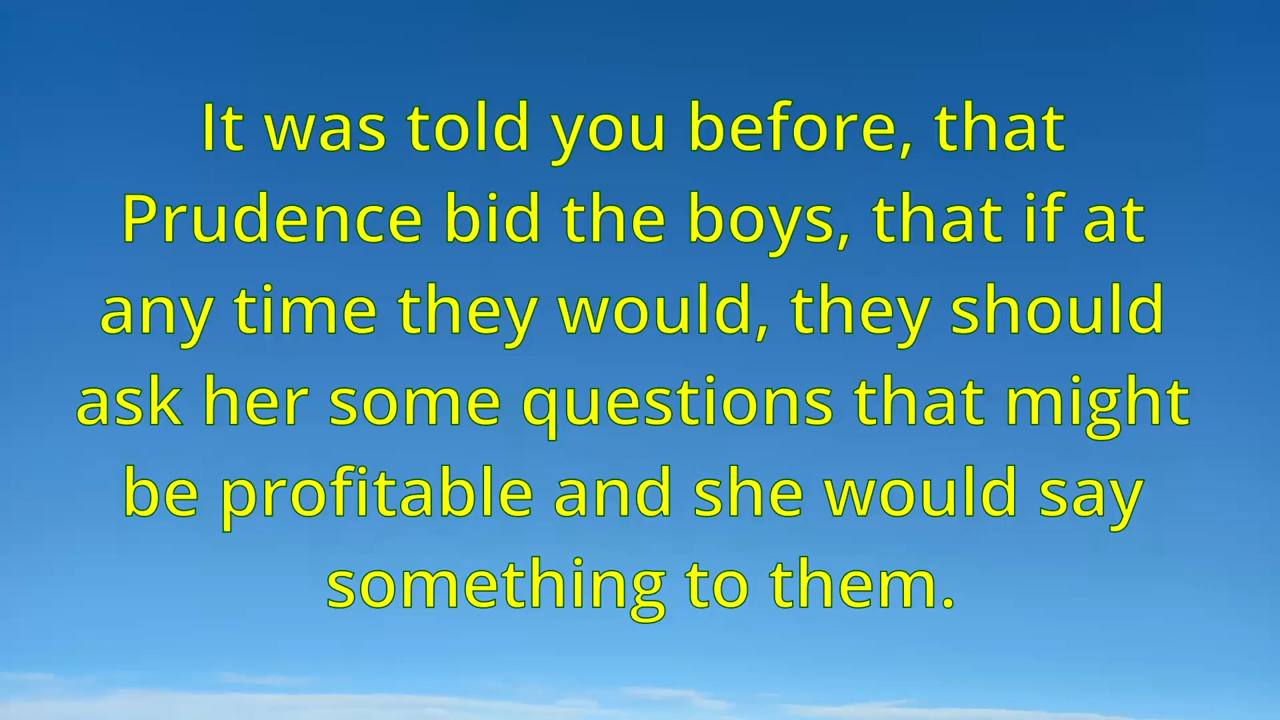 It was told you before, that
Prudence bid the boys, that if at
any time they would, they should
ask her some questions that might
be profitable and she would say
something to them.